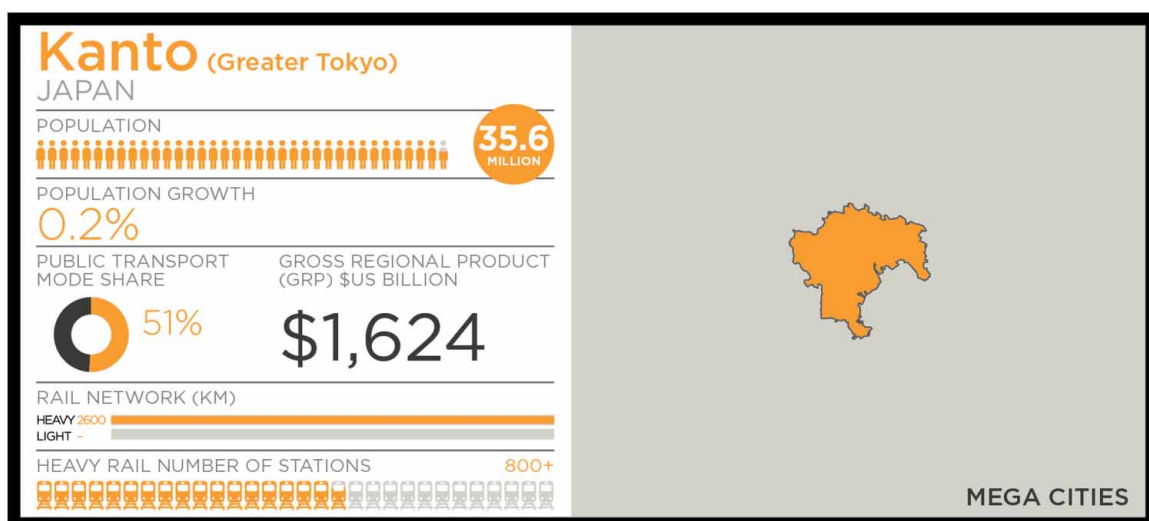 Kanto (Greater Tokyo)
JAPAN
POPULATION
35.6
MILLION
POPULATION GROWTH
0.2%
PUBLIC TRANSPORT
MODE SHARE
51%
GROSS REGIONAL PRODUCT
(GRP) $US BILLION
$1,624
RAIL NETWORK (KM)
HEAVY 2600
LIGHT -
HEAVY RAIL NUMBER OF STATIONS 800+
MEGA CITIES